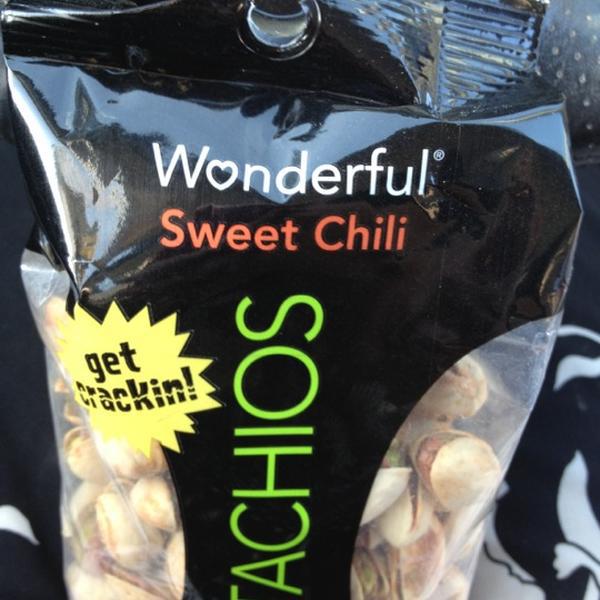 Wonderful®
Sweet Chili
get
crackin!
TACHIOS